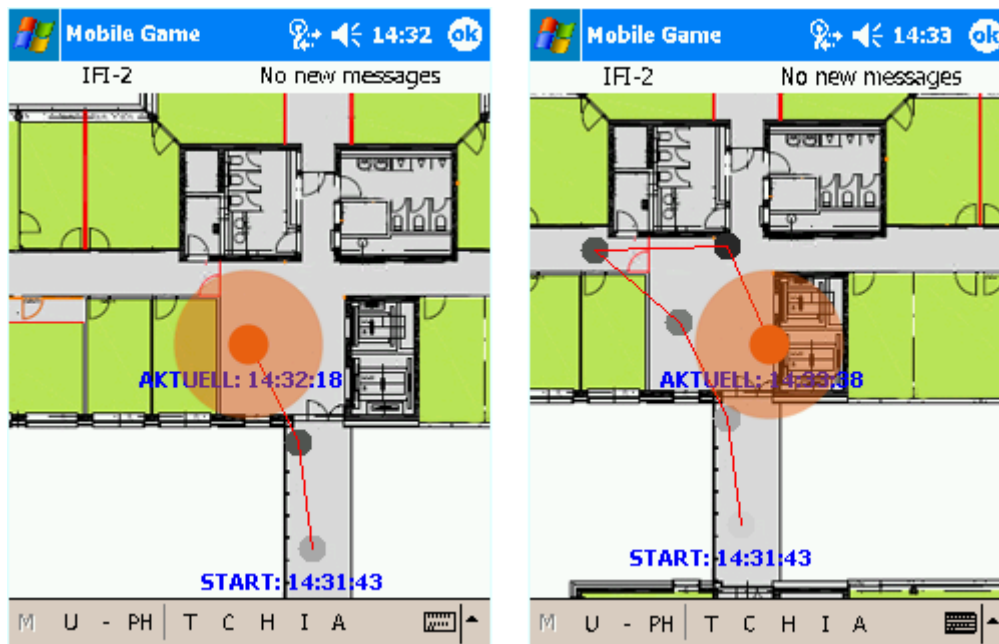 Mobile Game 14:32 ok
IFI-2 No new messages
AKTUELL: 14:32:18
START: 14:31:43
M U - PH T C H I A
Mobile Game 14:33 ok
IFI-2 No new messages
AKTUELL: 14:33:38
START: 14:31:43
M U - PH T C H I A